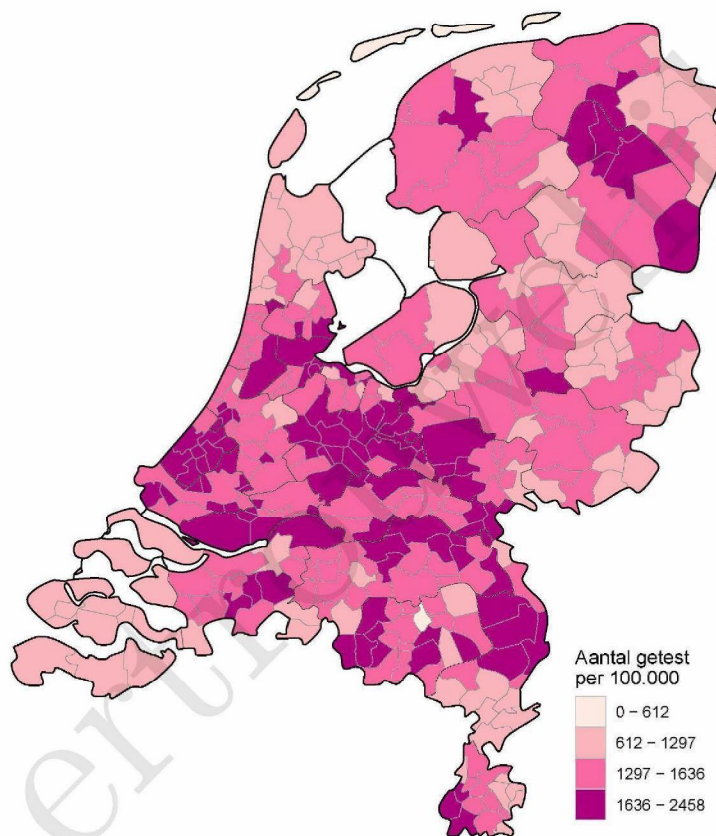 Aantal getest
per 100.000
0 – 612
612 – 1297
1297 – 1636
1636 – 2458